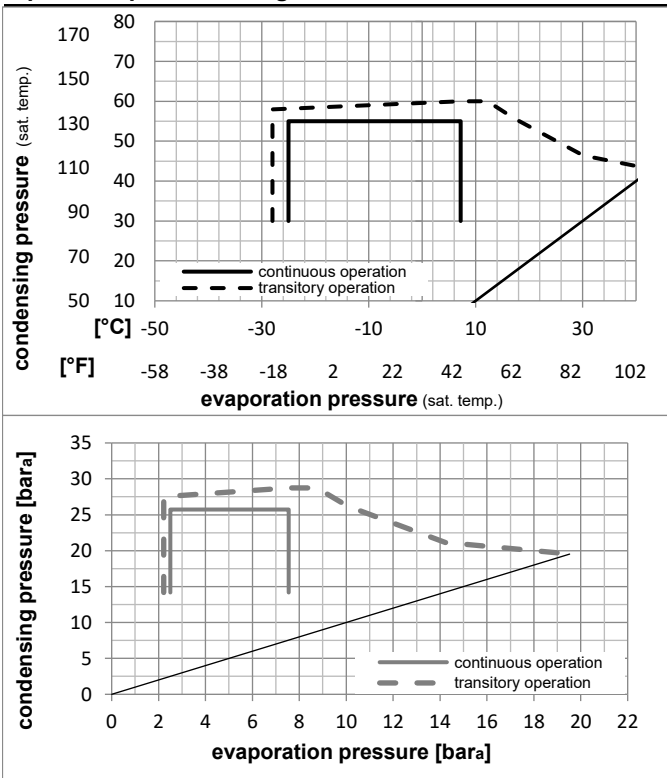 170 80
70
150
60
130
50
110
40
90
30
70
20
50
10
condensing pressure (sat. temp.)
continuous operation
transitory operation
[°C] -50 -30 -10 10 30
[°F] -58 -38 -18 2 22 42 62 82 102
evaporation pressure (sat. temp.)
35
30
25
20
15
10
5
0
condensing pressure [bara]
continuous operation
transitory operation
0 2 4 6 8 10 12 14 16 18 20 22
evaporation pressure [bara]